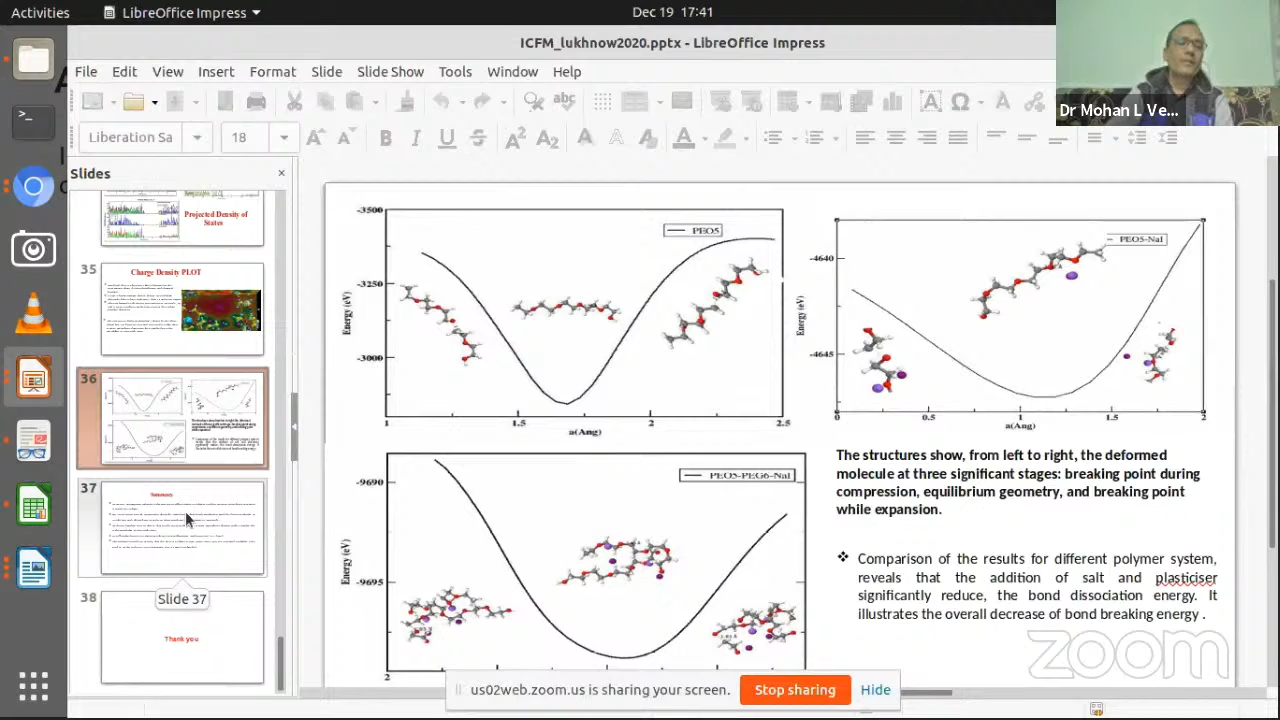 Activities LibreOffice Impress Dec 19 17:41
ICFM_lukhnow2020.pptx - LibreOffice Impress
File Edit View Insert Format Slide Slide Show Tools Window Help
Dr Mohan L Ve...
Liberation Sa 18
Slides
Projected Density of
States
35
Charge Density PLOT
36
37
Summary
Slide 37
38
Thank you
-3500
-3250
-3000
Energy (eV)
PEO5
1 1.5 2 2.5
a(Ang)
-4640
-4645
Energy (eV)
PEO5-NaI
0 0.5 1 1.5 2
a(Ang)
-9690
-9695
Energy (eV)
PEO5-PEG6-NaI
2
The structures show, from left to right, the deformed
molecule at three significant stages: breaking point during
compression, equilibrium geometry, and breaking point
while expansion.
❖ Comparison of the results for different polymer system,
reveals that the addition of salt and plasticiser
significantly reduce, the bond dissociation energy. It
illustrates the overall decrease of bond breaking energy .
zoom
us02web.zoom.us is sharing your screen. Stop sharing Hide